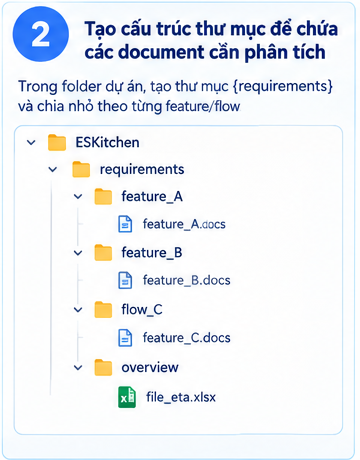 2
Tạo cấu trúc thư mục để chứa
các document cần phân tích
Trong folder dự án, tạo thư mục {requirements}
và chia nhỏ theo từng feature/flow
ESKitchen
requirements
feature_A
feature_A.docs
feature_B
feature_B.docs
flow_C
feature_C.docs
overview
file_eta.xlsx